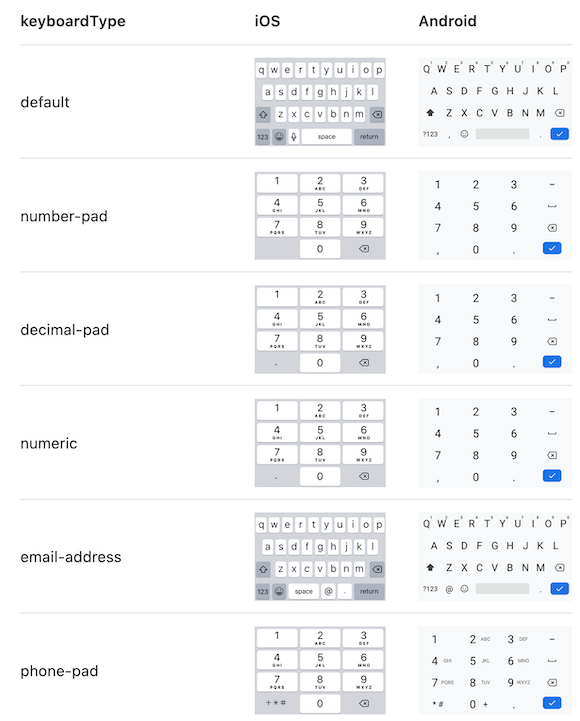 keyboardType iOS Android
default
q w e r t y u i o p
a s d f g h j k l
z x c v b n m
123 space return
Q W E R T Y U I O P
A S D F G H J K L
Z X C V B N M
?123 , .
number-pad
1 2 ABC 3 DEF
4 GHI 5 JKL 6 MNO
7 PQRS 8 TUV 9 WXYZ
0
1 2 3 –
4 5 6
7 8 9
, 0 .
decimal-pad
1 2 ABC 3 DEF
4 GHI 5 JKL 6 MNO
7 PQRS 8 TUV 9 WXYZ
. 0
1 2 3 –
4 5 6
7 8 9
, 0 .
numeric
1 2 ABC 3 DEF
4 GHI 5 JKL 6 MNO
7 PQRS 8 TUV 9 WXYZ
. 0
1 2 3 –
4 5 6
7 8 9
, 0 .
email-address
q w e r t y u i o p
a s d f g h j k l
z x c v b n m
123 space @ . return
Q W E R T Y U I O P
A S D F G H J K L
Z X C V B N M
?123 @ .
phone-pad
1 2 ABC 3 DEF
4 GHI 5 JKL 6 MNO
7 PQRS 8 TUV 9 WXYZ
+ * # 0
1 2 ABC 3 DEF –
4 GHI 5 JKL 6 MNO
7 PQRS 8 TUV 9 WXYZ
* # 0 + .